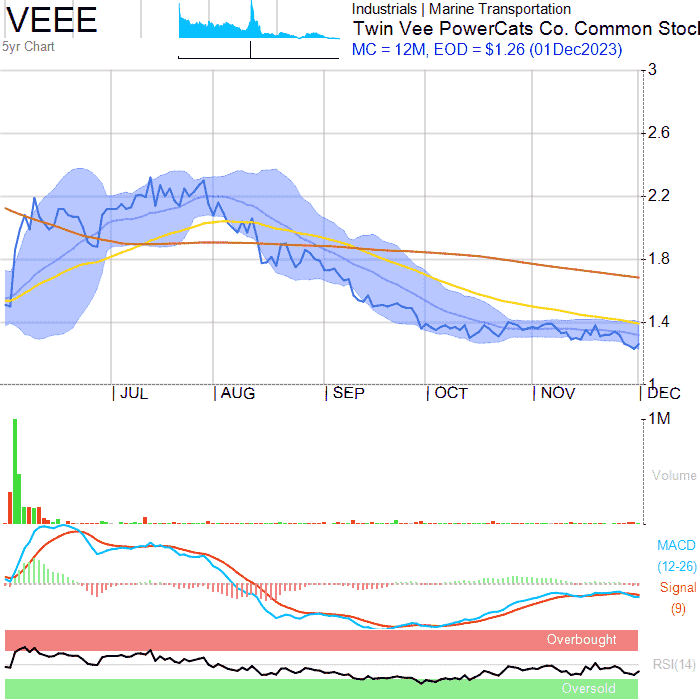 VEEE
5yr Chart
Industrials | Marine Transportation
Twin Vee PowerCats Co. Common Stoc
MC = 12M, EOD = $1.26 (01Dec2023)
3
2.6
2.2
1.8
1.4
1
JUL AUG SEP OCT NOV DEC
1M
Volume
MACD
(12-26)
Signal
(9)
Overbought
RSI(14)
Oversold